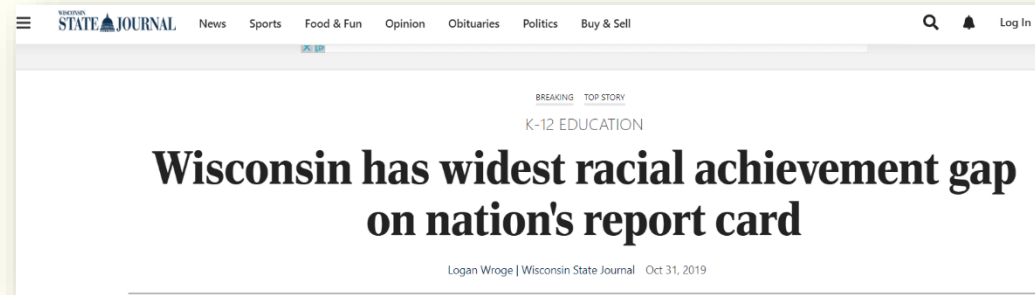 WISCONSIN
STATE JOURNAL News Sports Food & Fun Opinion Obituaries Politics Buy & Sell Log In
BREAKING TOP STORY
K-12 EDUCATION
Wisconsin has widest racial achievement gap
on nation's report card
Logan Wroge | Wisconsin State Journal Oct 31, 2019